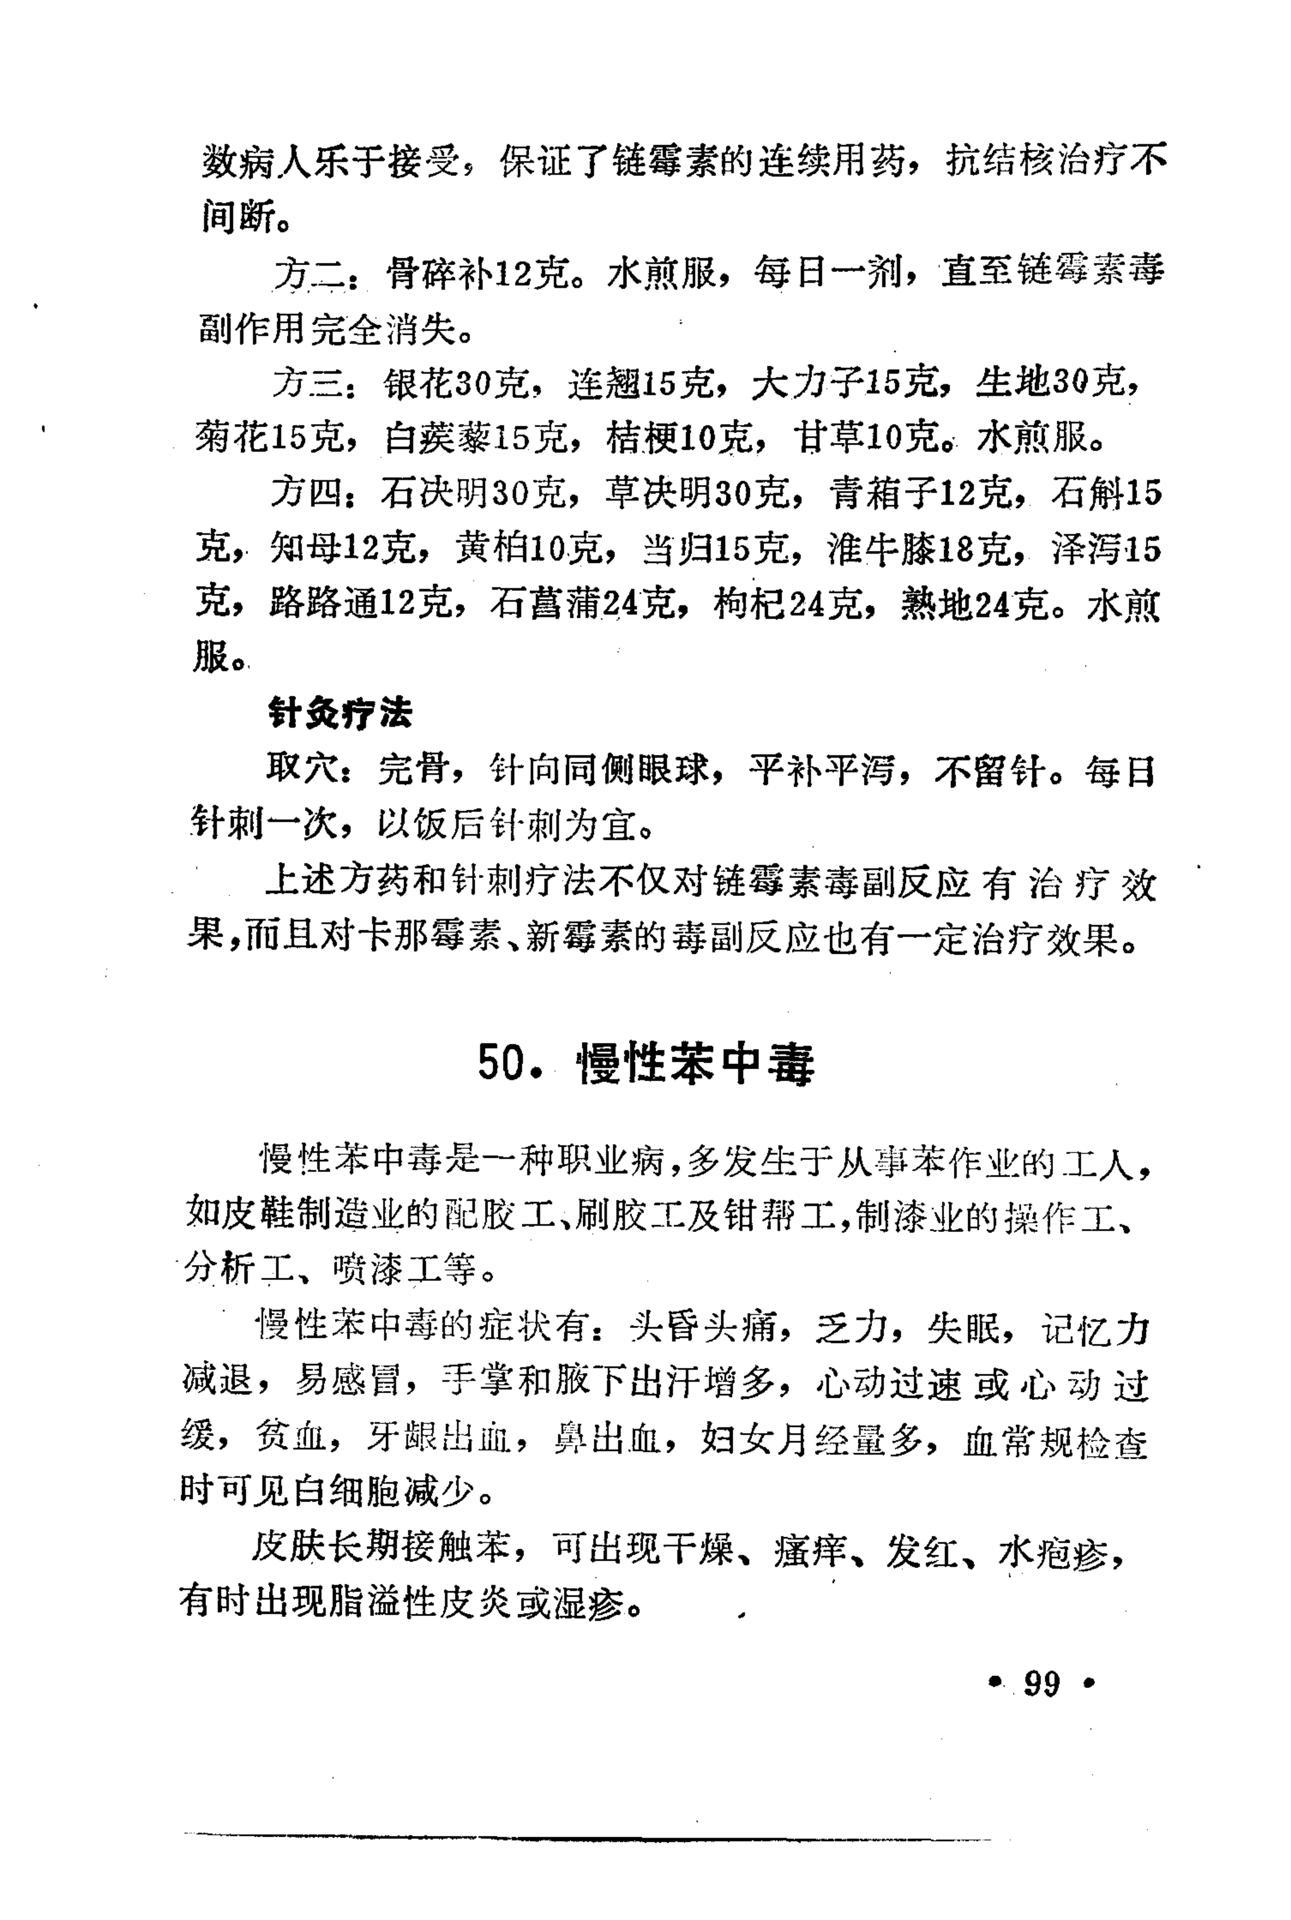 数病人乐于接受，保证了链霉素的连续用药，抗结核治疗不
间断。
方二：骨碎补12克。水煎服，每日一剂，直至链霉素毒
副作用完全消失。
方三：银花30克，连翘15克，大力子15克，生地30克，
菊花15克，白蒺藜15克，桔梗10克，甘草10克。水煎服。
方四：石决明30克，草决明30克，青葙子12克，石斛15
克，知母12克，黄柏10克，当归15克，淮牛膝18克，泽泻15
克，路路通12克，石菖蒲24克，枸杞24克，熟地24克。水煎
服。
针灸疗法
取穴：完骨，针向同侧眼球，平补平泻，不留针。每日
针刺一次，以饭后针刺为宜。
上述方药和针刺疗法不仅对链霉素毒副反应有治疗效
果，而且对卡那霉素、新霉素的毒副反应也有一定治疗效果。
50．慢性苯中毒
慢性苯中毒是一种职业病，多发生于从事苯作业的工人，
如皮鞋制造业的配胶工、刷胶工及钳帮工，制漆业的操作工、
分析工、喷漆工等。
慢性苯中毒的症状有：头昏头痛，乏力，失眠，记忆力
减退，易感冒，手掌和腋下出汗增多，心动过速或心动过
缓，贫血，牙龈出血，鼻出血，妇女月经量多，血常规检查
时可见白细胞减少。
皮肤长期接触苯，可出现干燥、瘙痒、发红、水疱疹，
有时出现脂溢性皮炎或湿疹。
• 99 •